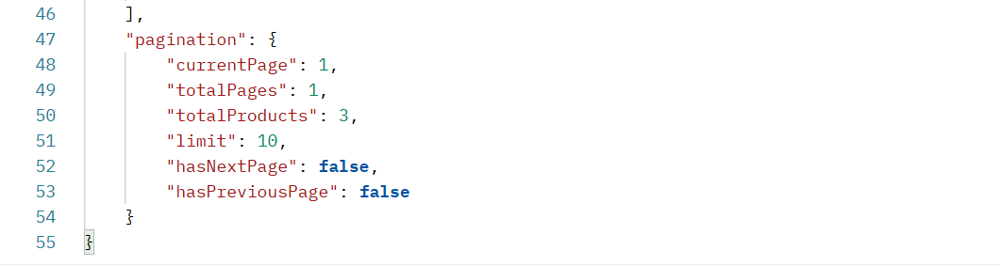 46 ],
47 "pagination": {
48 "currentPage": 1,
49 "totalPages": 1,
50 "totalProducts": 3,
51 "limit": 10,
52 "hasNextPage": false,
53 "hasPreviousPage": false
54 }
55 }